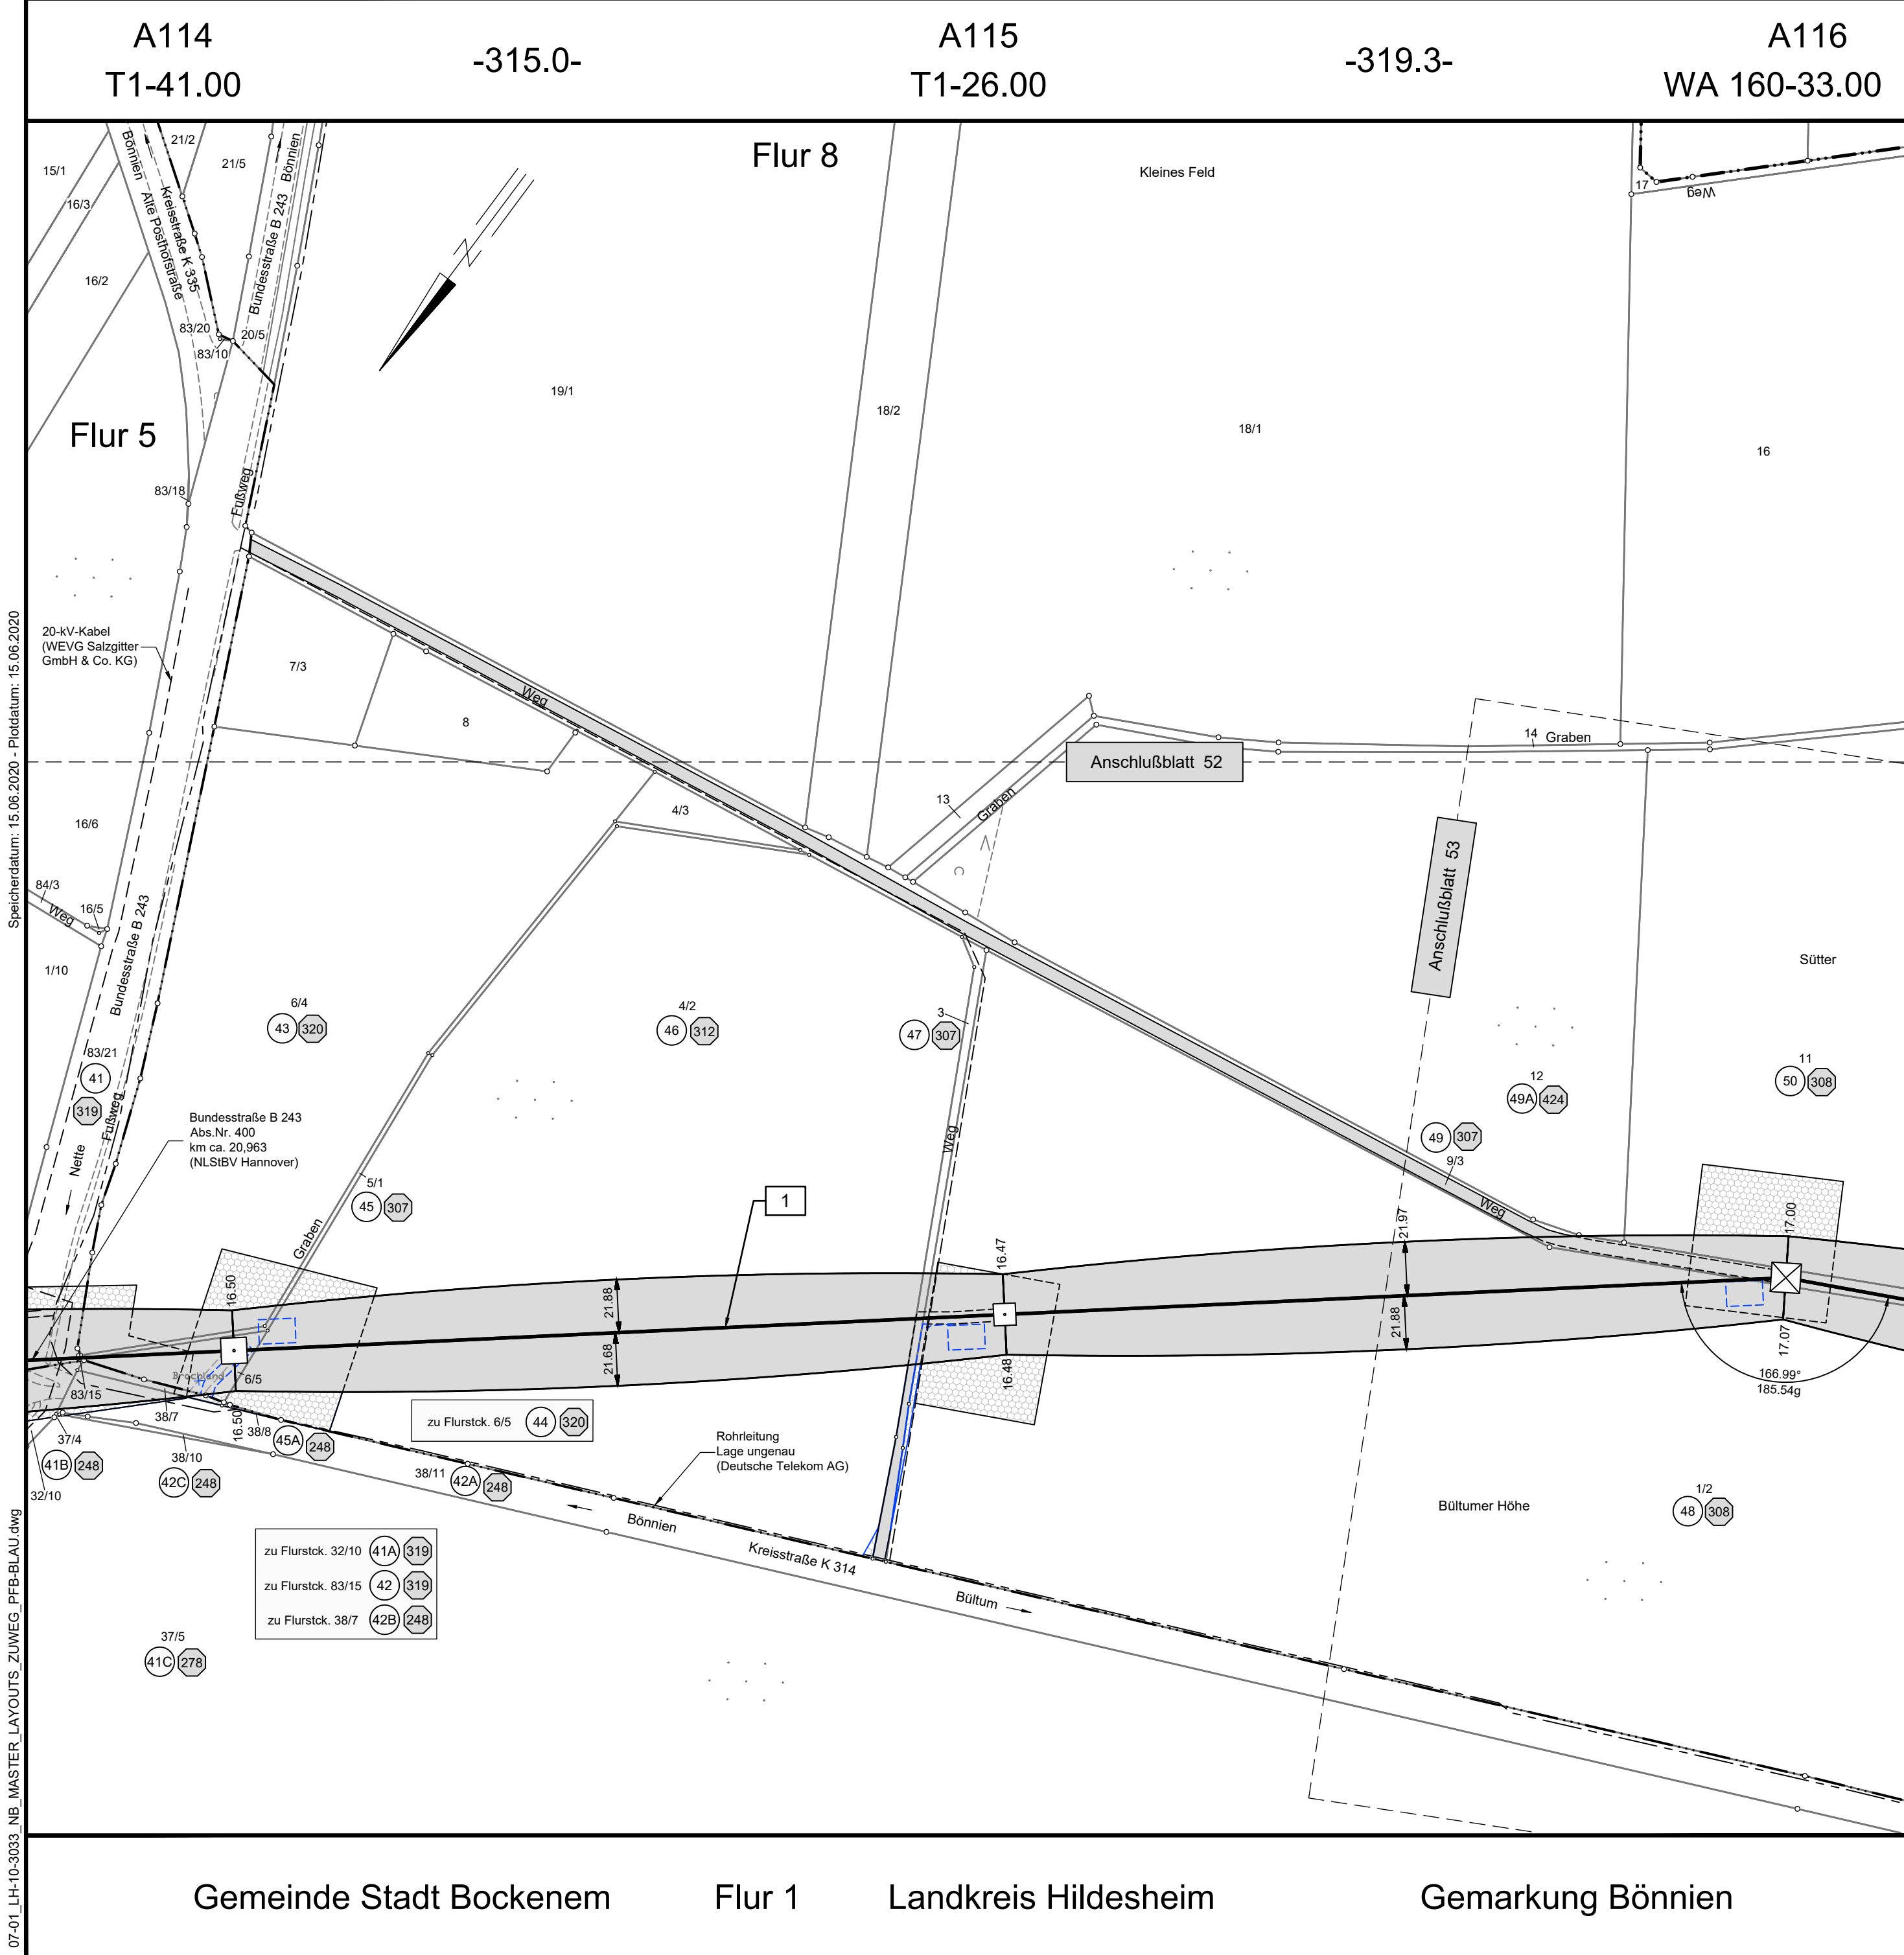 A114
T1-41.00
-315.0-
A115
T1-26.00
-319.3-
A116
WA 160-33.00
Flur 8
Kleines Feld
15/1
16/3
16/2
21/2
21/5
Bönnien
Alte Posthofstraße
Kreisstraße K 335
Bundesstraße B 243
Bönnien
83/20
83/10
20/5
17
Weg
19/1
18/2
18/1
16
Flur 5
83/18
Fußweg
20-kV-Kabel
(WEVG Salzgitter
GmbH & Co. KG)
7/3
8
Weg
14
Graben
Anschlußblatt 52
13
Graben
4/3
16/6
84/3
Weg
16/5
1/10
Bundesstraße B 243
Anschlußblatt 53
Sütter
6/4
43
320
4/2
46
312
3
47
307
83/21
41
319
Fußweg
Nette
Bundesstraße B 243
Abs.Nr. 400
km ca. 20,963
(NLStBV Hannover)
12
49A
424
11
50
308
49
307
9/3
Weg
Weg
5/1
45
307
Graben
1
16.50
21.88
21.68
16.47
21.97
21.88
17.00
17.07
16.48
16.50
166.99°
185.54g
83/15
6/5
38/7
38/8
45A
248
37/4
41B
248
38/10
42C
248
32/10
zu Flurstck. 6/5
44
320
38/11
42A
248
Rohrleitung
Lage ungenau
(Deutsche Telekom AG)
Bönnien
Kreisstraße K 314
Bültum
Bültumer Höhe
1/2
48
308
zu Flurstck. 32/10
41A
319
zu Flurstck. 83/15
42
319
zu Flurstck. 38/7
42B
248
37/5
41C
278
Speicherdatum: 15.06.2020 - Plotdatum: 15.06.2020
07-01_LH-10-3033_NB_MASTER_LAYOUTS_ZUWEG_PFB-BLAU.dwg
Gemeinde Stadt Bockenem
Flur 1
Landkreis Hildesheim
Gemarkung Bönnien